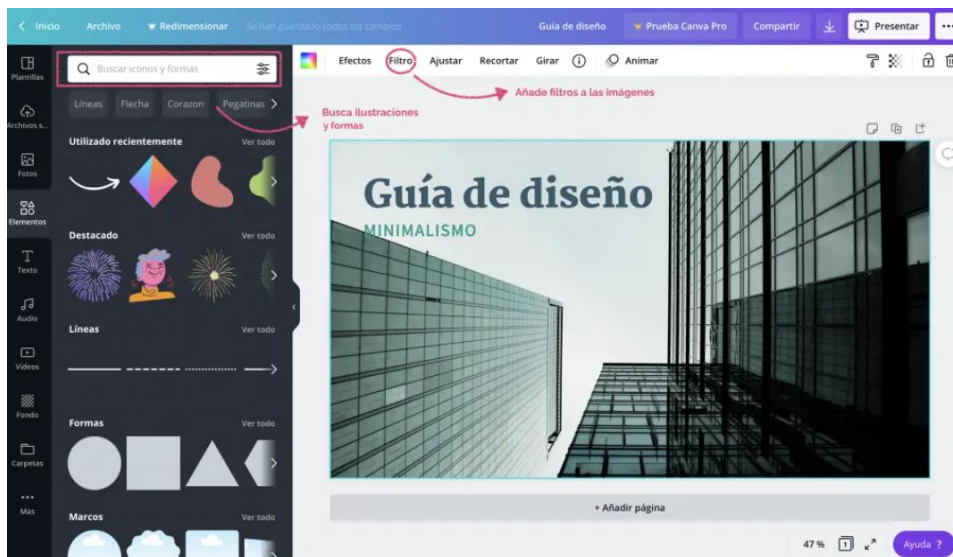 Inicio
Archivo
Redimensionar
Se han guardado todos los cambios
Guía de diseño
Prueba Canva Pro
Compartir
Presentar
Plantillas
Archivos s...
Fotos
Elementos
Texto
Audio
Videos
Fondo
Carpetas
Más
Buscar iconos y formas
Líneas
Flecha
Corazon
Pegatinas
Utilizado recientemente
Ver todo
Destacado
Ver todo
Líneas
Ver todo
Formas
Ver todo
Marcos
Ver todo
Efectos
Filtro
Ajustar
Recortar
Girar
Animar
Añade filtros a las imágenes
Busca ilustraciones
y formas
Guía de diseño
MINIMALISMO
+ Añadir página
47 %
1
Ayuda ?